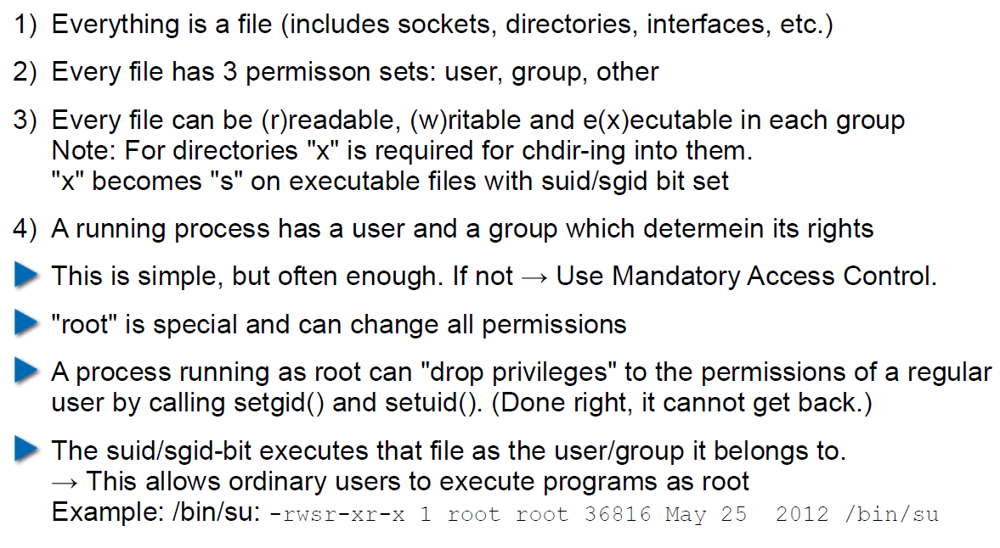 1) Everything is a file (includes sockets, directories, interfaces, etc.)
2) Every file has 3 permisson sets: user, group, other
3) Every file can be (r)readable, (w)ritable and e(x)ecutable in each group
Note: For directories "x" is required for chdir-ing into them.
"x" becomes "s" on executable files with suid/sgid bit set
4) A running process has a user and a group which determein its rights
This is simple, but often enough. If not → Use Mandatory Access Control.
"root" is special and can change all permissions
A process running as root can "drop privileges" to the permissions of a regular
user by calling setgid() and setuid(). (Done right, it cannot get back.)
The suid/sgid-bit executes that file as the user/group it belongs to.
→ This allows ordinary users to execute programs as root
Example: /bin/su: -rwsr-xr-x 1 root root 36816 May 25  2012 /bin/su